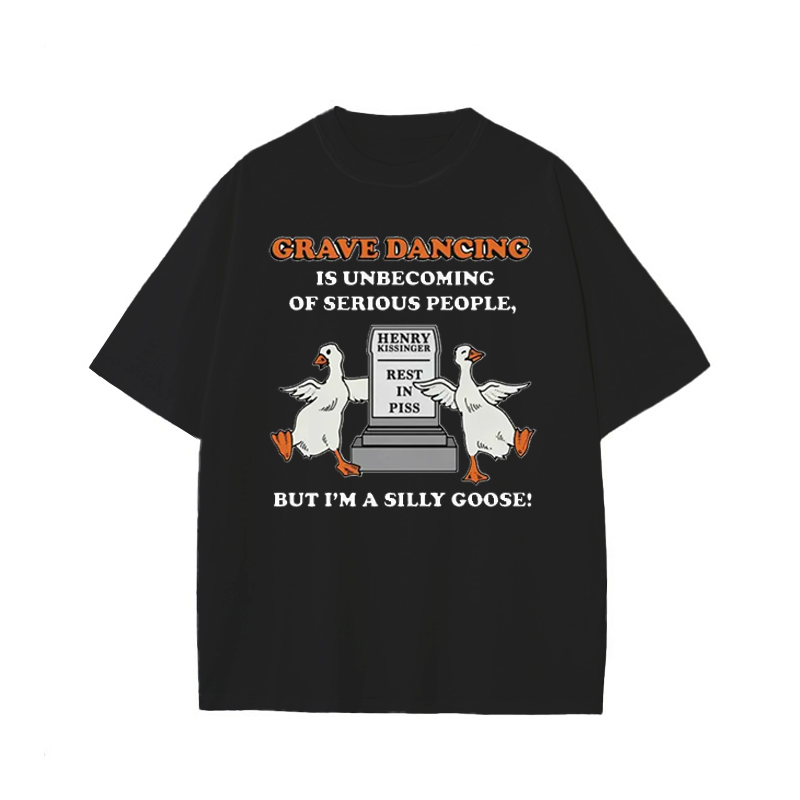 GRAVE DANCING
IS UNBECOMING
OF SERIOUS PEOPLE,
HENRY
KISSINGER
REST
IN
PISS
BUT I'M A SILLY GOOSE!